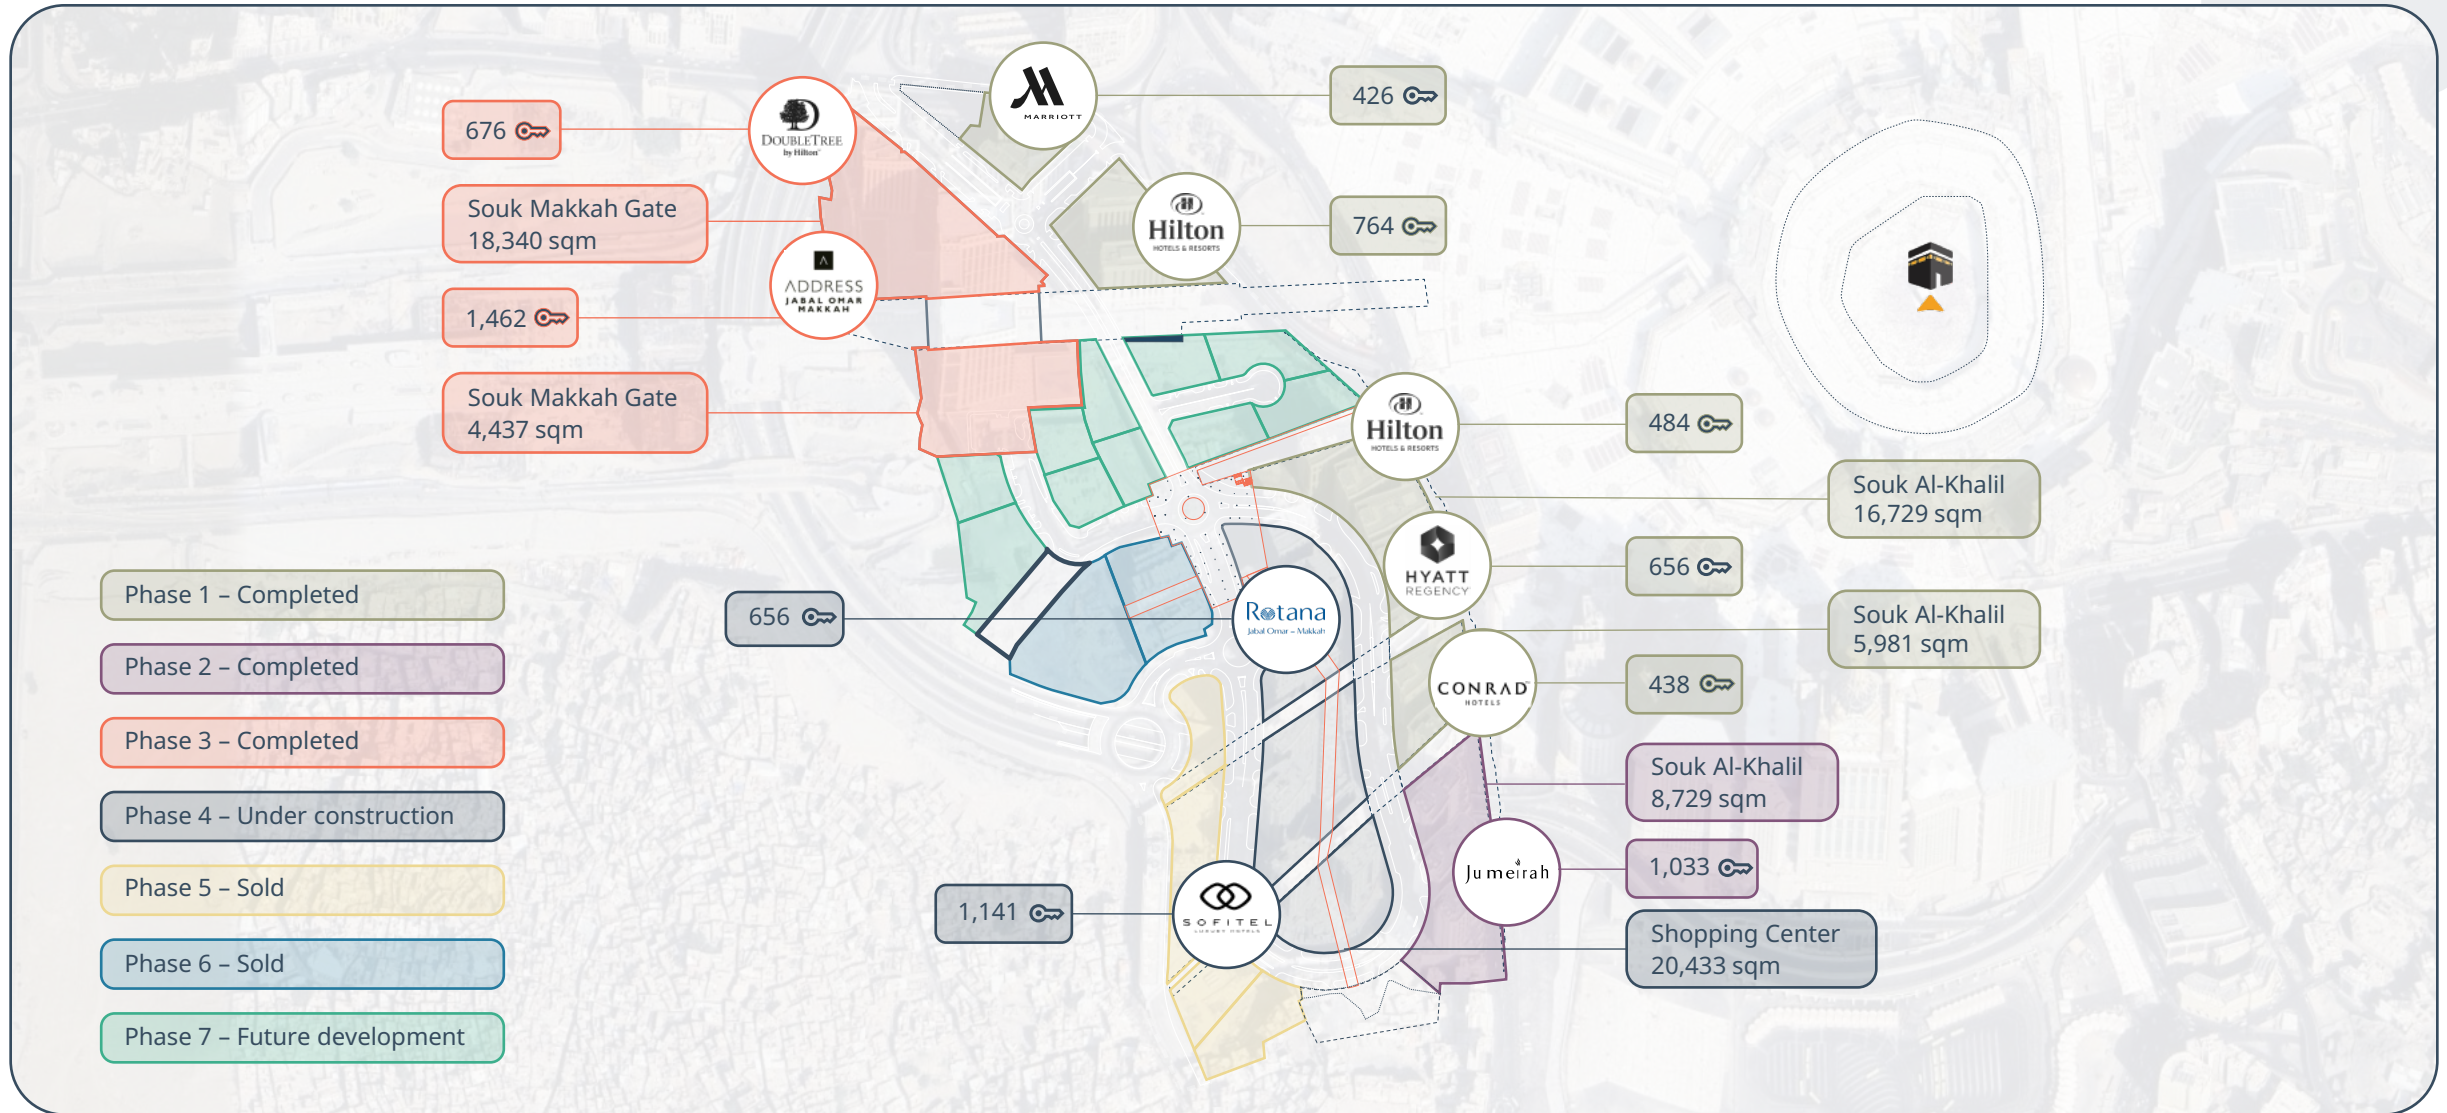 MARRIOTT
426
DOUBLETREE
by Hilton™
676
Souk Makkah Gate
18,340 sqm
Hilton
HOTELS & RESORTS
764
ADDRESS
JABAL OMAR
MAKKAH
1,462
Souk Makkah Gate
4,437 sqm
Hilton
HOTELS & RESORTS
484
Souk Al-Khalil
16,729 sqm
HYATT
REGENCY
656
Souk Al-Khalil
5,981 sqm
Rotana
Jabal Omar – Makkah
656
CONRAD
HOTELS
438
Souk Al-Khalil
8,729 sqm
Jumeirah
1,033
SOFITEL
LUXURY HOTELS
1,141
Shopping Center
20,433 sqm
Phase 1 – Completed
Phase 2 – Completed
Phase 3 – Completed
Phase 4 – Under construction
Phase 5 – Sold
Phase 6 – Sold
Phase 7 – Future development